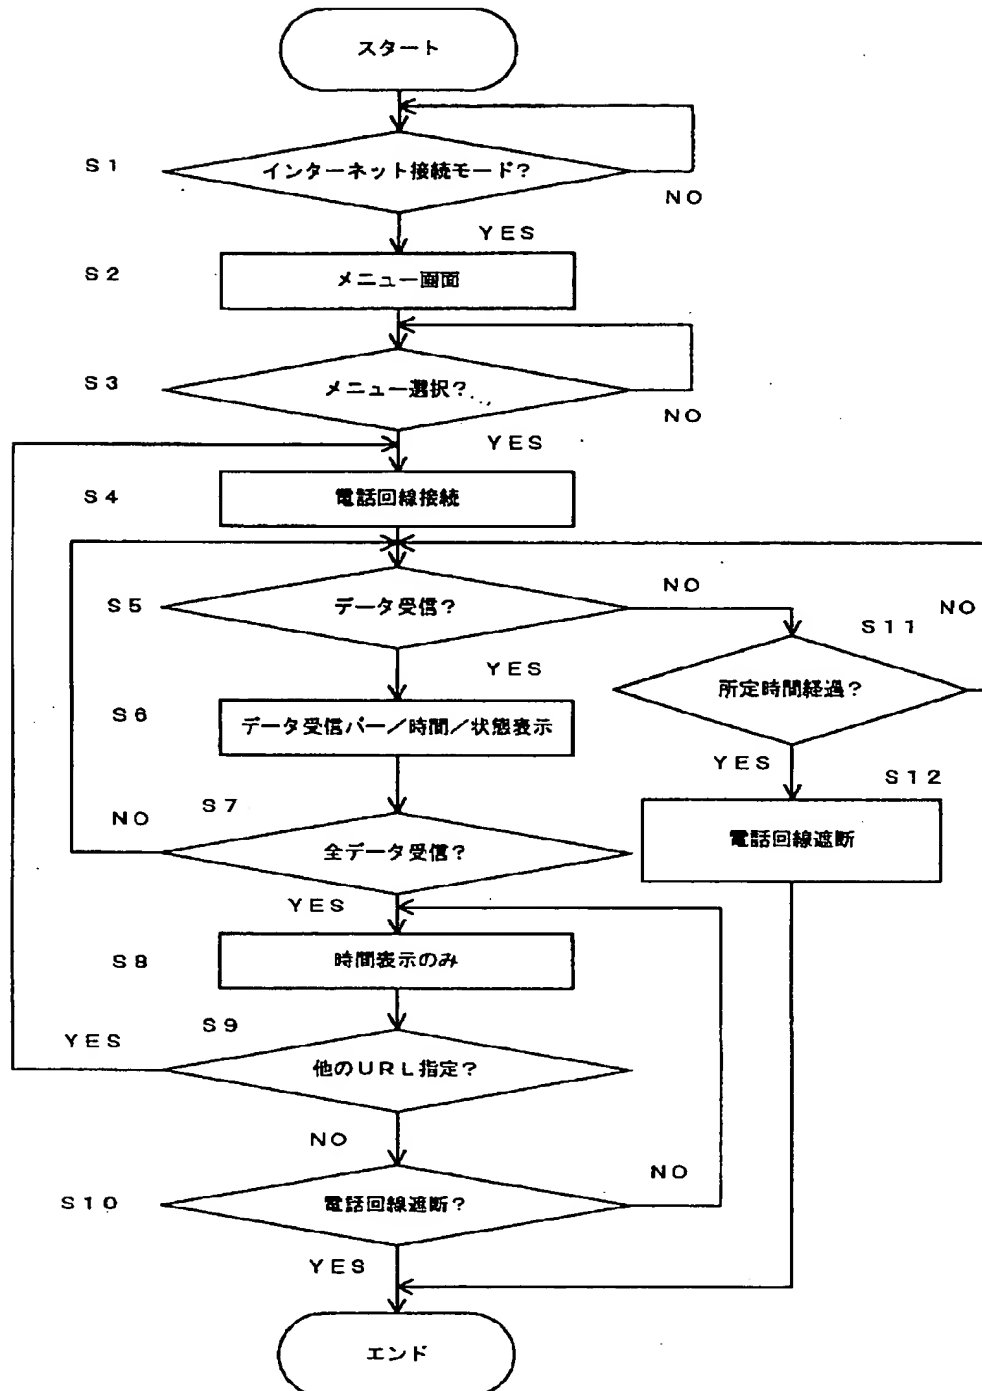 スタート
S1
インターネット接続モード?
NO
YES
S2
メニュー画面
S3
メニュー選択?
NO
YES
S4
電話回線接続
S5
データ受信?
NO
NO
S11
所定時間経過?
YES
S6
データ受信バー/時間/状態表示
YES
S12
電話回線遮断
S7
NO
全データ受信?
YES
S8
時間表示のみ
S9
YES
他のURL指定?
NO
NO
S10
電話回線遮断?
YES
エンド